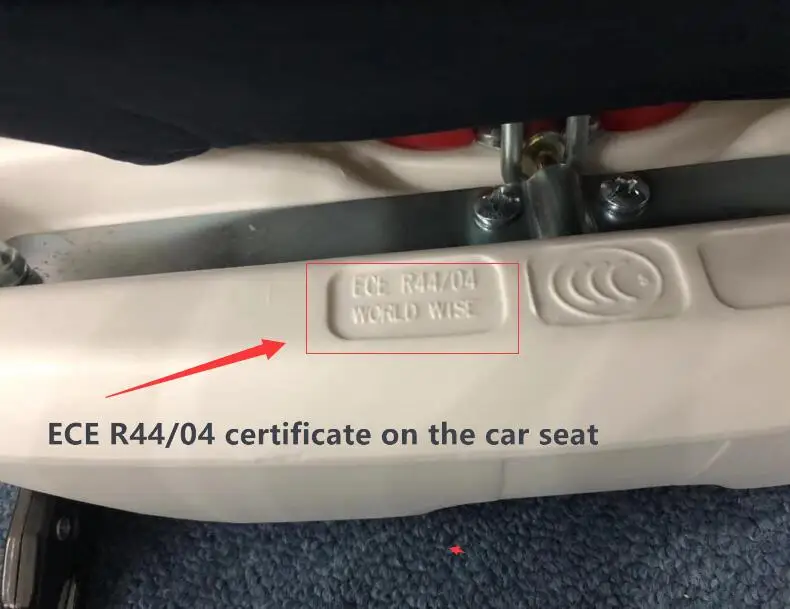 ECE R44/04
WORLD WISE
ECE R44/04 certificate on the car seat